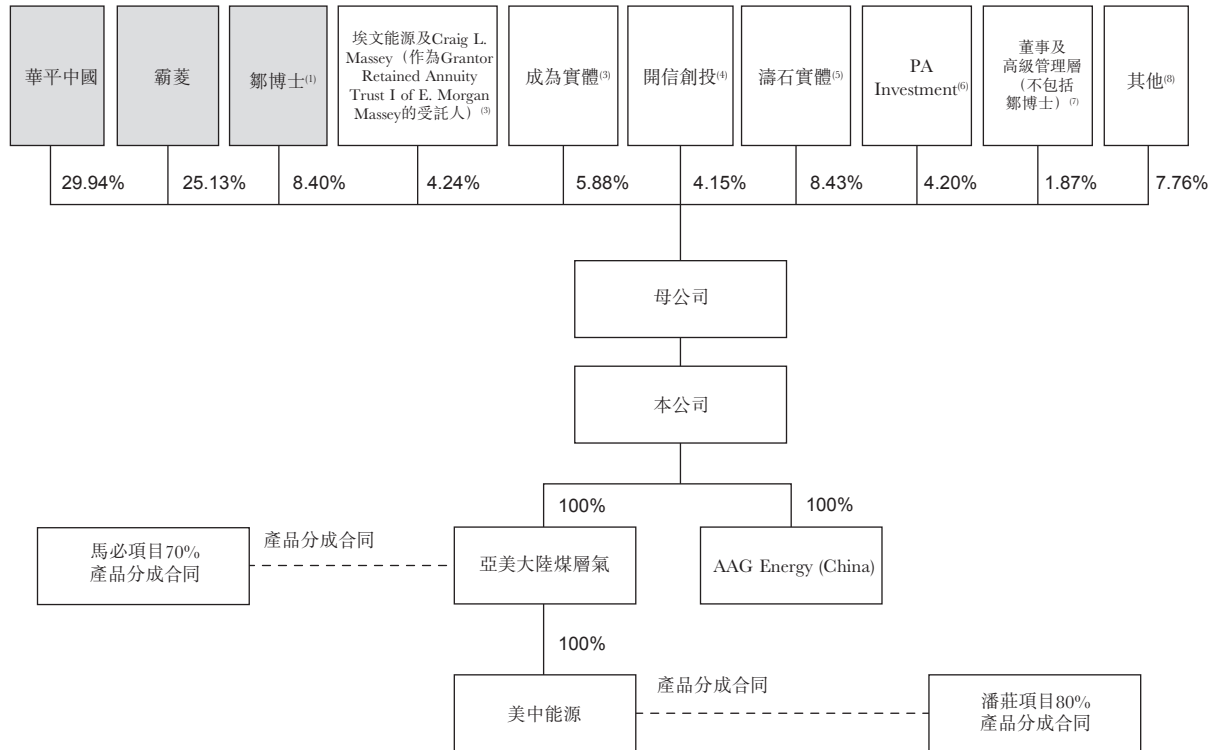 華平中國
霸菱
鄒博士(1)
埃文能源及Craig L.
Massey（作為Grantor
Retained Annuity
Trust I of E. Morgan
Massey的受託人）(3)
成為實體(3)
開信創投(4)
濤石實體(5)
PA
Investment(6)
董事及
高級管理層
（不包括
鄒博士）(7)
其他(8)
29.94%
25.13%
8.40%
4.24%
5.88%
4.15%
8.43%
4.20%
1.87%
7.76%
母公司
本公司
100%
100%
馬必項目70%
產品分成合同
產品分成合同
亞美大陸煤層氣
AAG Energy (China)
100%
美中能源
產品分成合同
潘莊項目80%
產品分成合同